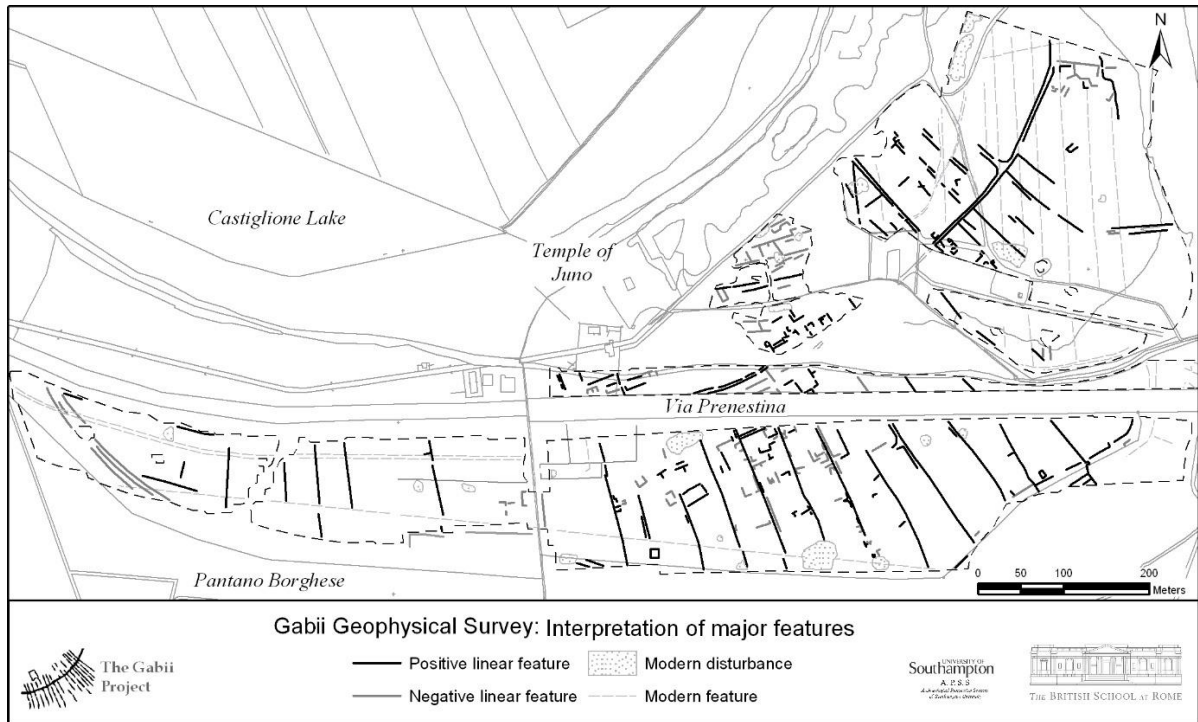 N
Castiglione Lake
Temple of
Juno
Via Prenestina
Pantano Borghese
0 50 100 200
Meters
Gabii Geophysical Survey: Interpretation of major features
Positive linear feature
Modern disturbance
Negative linear feature
Modern feature
The Gabii
Project
UNIVERSITY OF
Southampton
A. P. S. S
THE BRITISH SCHOOL AT ROME